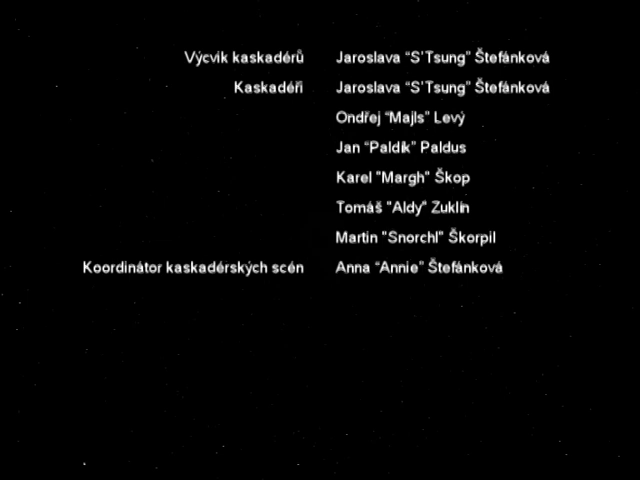 Výcvik kaskadérů Jaroslava “S’Tsung” Štefánková
Kaskadéři Jaroslava “S’Tsung” Štefánková
Ondřej “Majls” Levý
Jan “Paldík” Paldus
Karel "Margh" Škop
Tomáš "Aldy" Zuklín
Martin "Snorchl" Škorpil
Koordinátor kaskadérských scén Anna “Annie” Štefánková